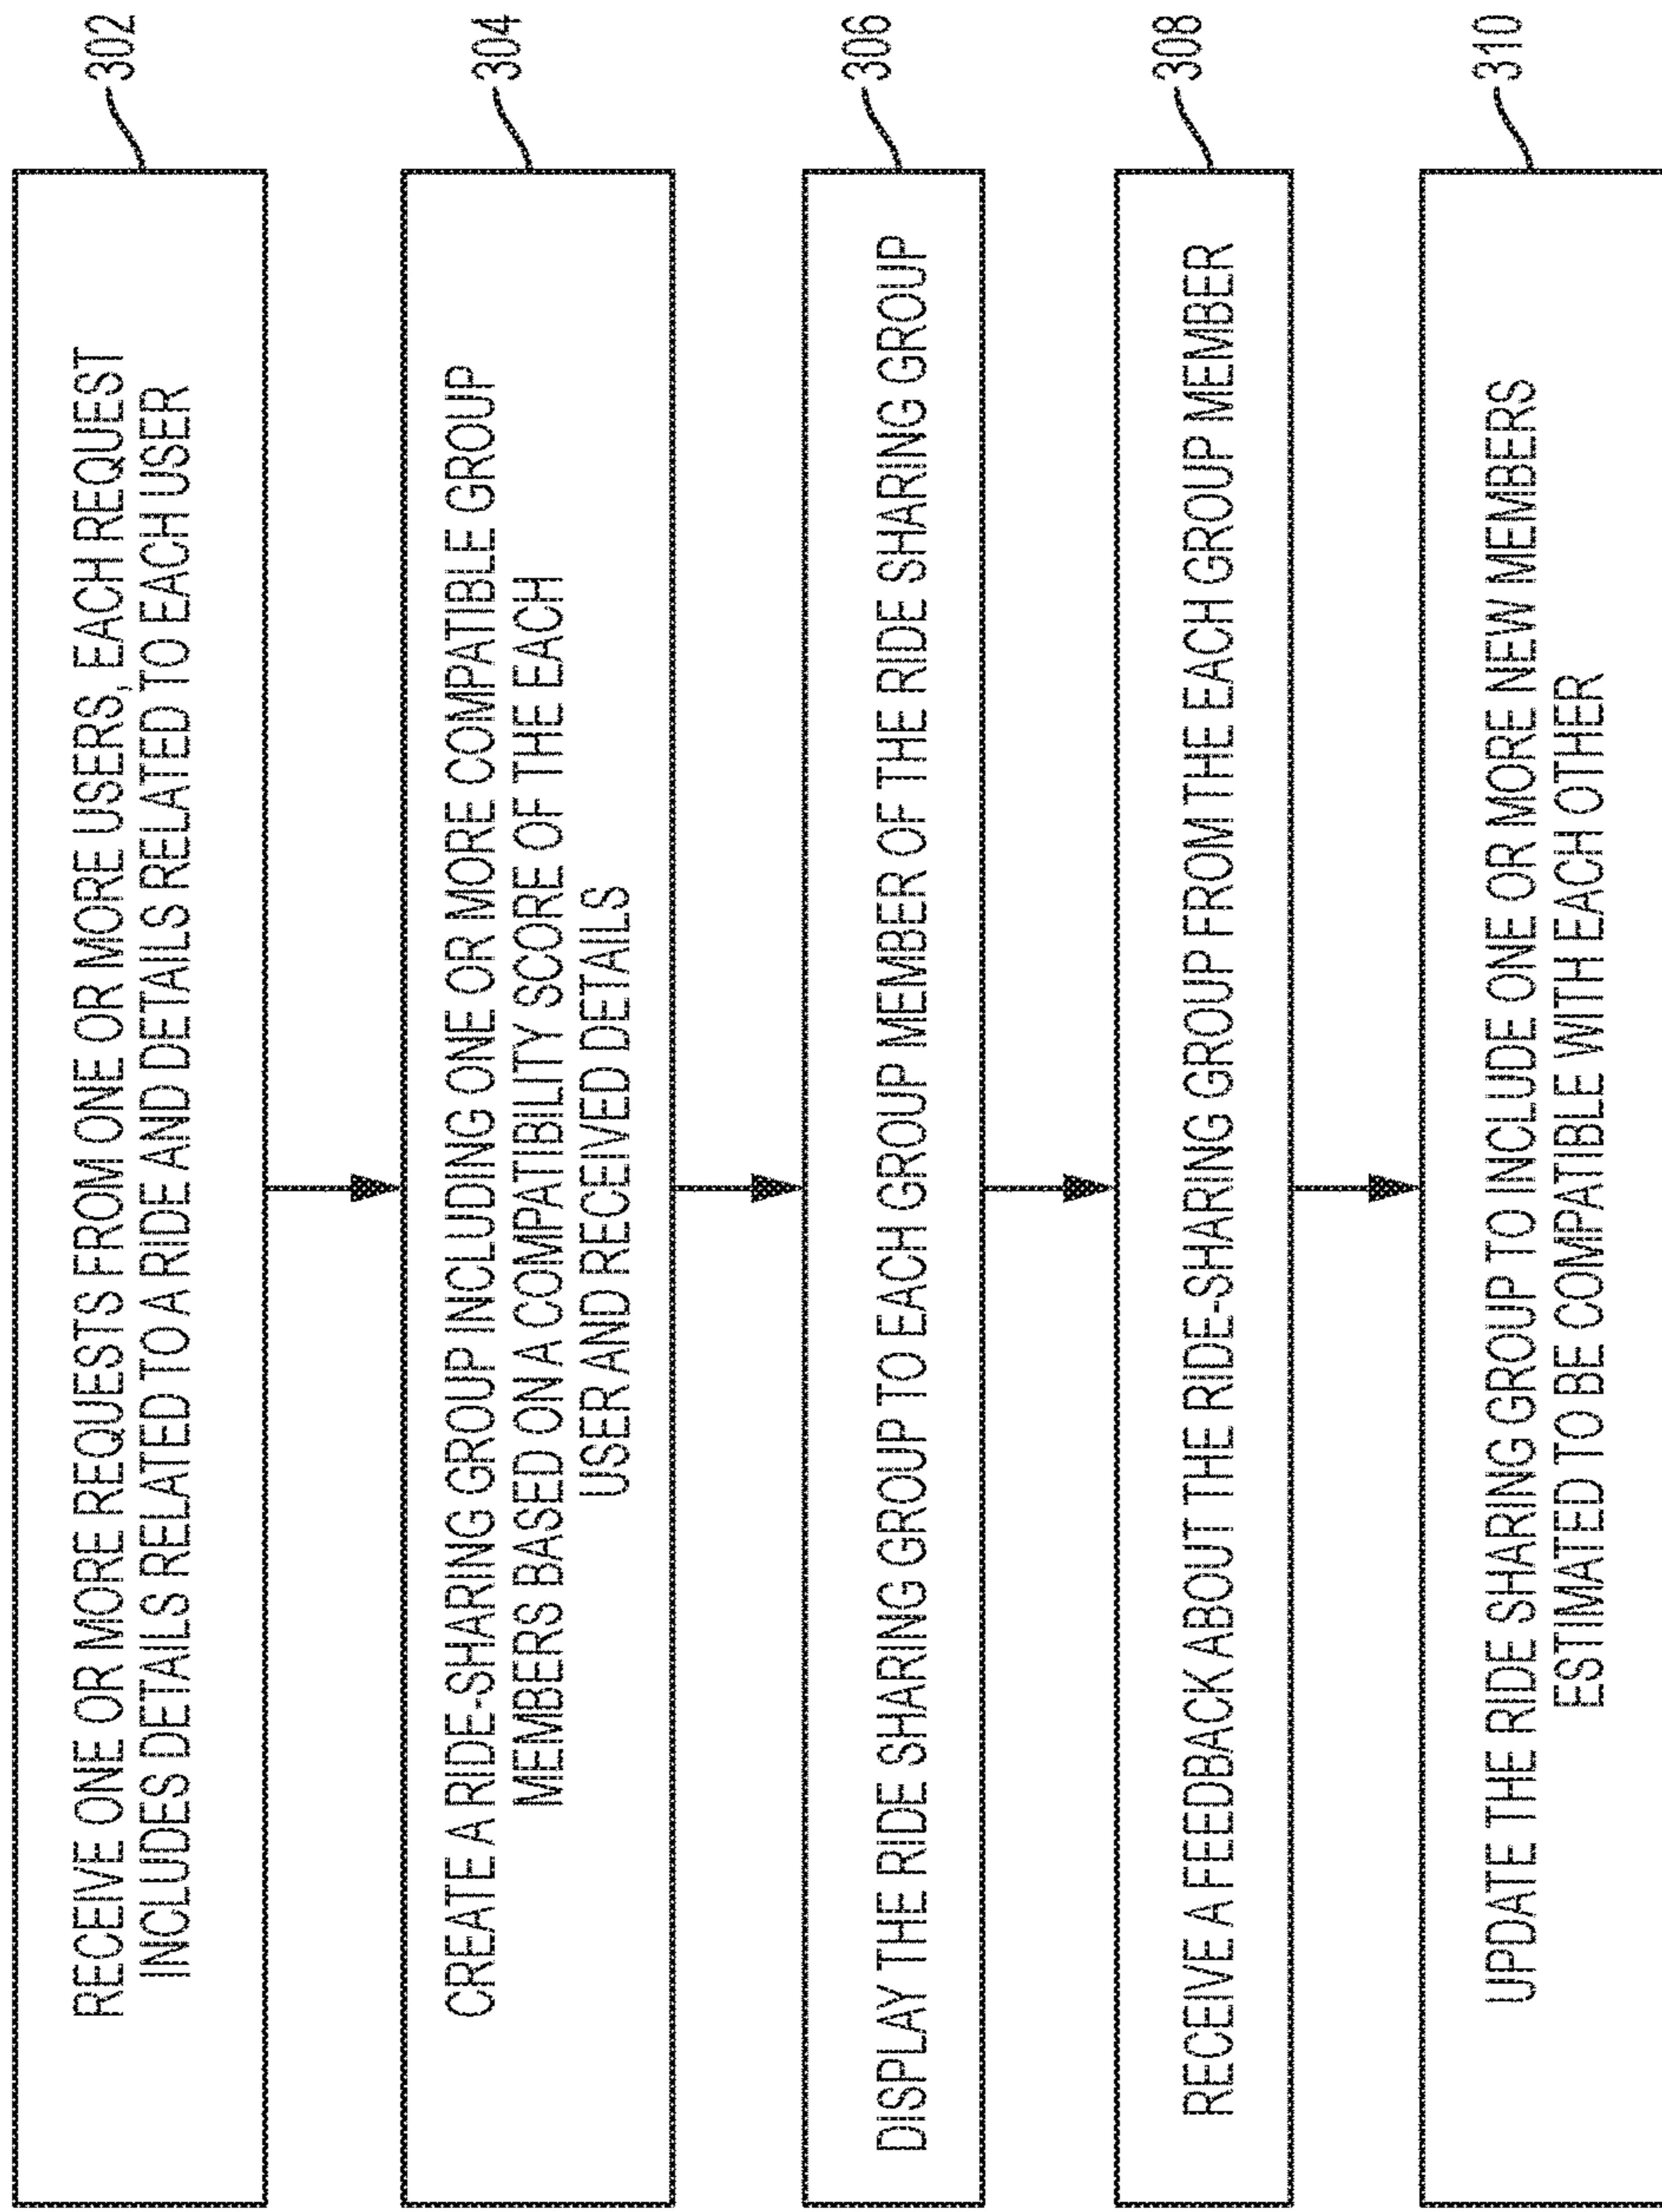 RECEIVE ONE OR MORE REQUESTS FROM ONE OR MORE USERS, EACH REQUEST
INCLUDES DETAILS RELATED TO A RIDE AND DETAILS RELATED TO EACH USER
302
CREATE A RIDE-SHARING GROUP INCLUDING ONE OR MORE COMPATIBLE GROUP
MEMBERS BASED ON A COMPATIBILITY SCORE OF THE EACH
USER AND RECEIVED DETAILS
304
DISPLAY THE RIDE SHARING GROUP TO EACH GROUP MEMBER OF THE RIDE SHARING GROUP
306
RECEIVE A FEEDBACK ABOUT THE RIDE-SHARING GROUP FROM THE EACH GROUP MEMBER
308
UPDATE THE RIDE SHARING GROUP TO INCLUDE ONE OR MORE NEW MEMBERS
ESTIMATED TO BE COMPATIBLE WITH EACH OTHER
310